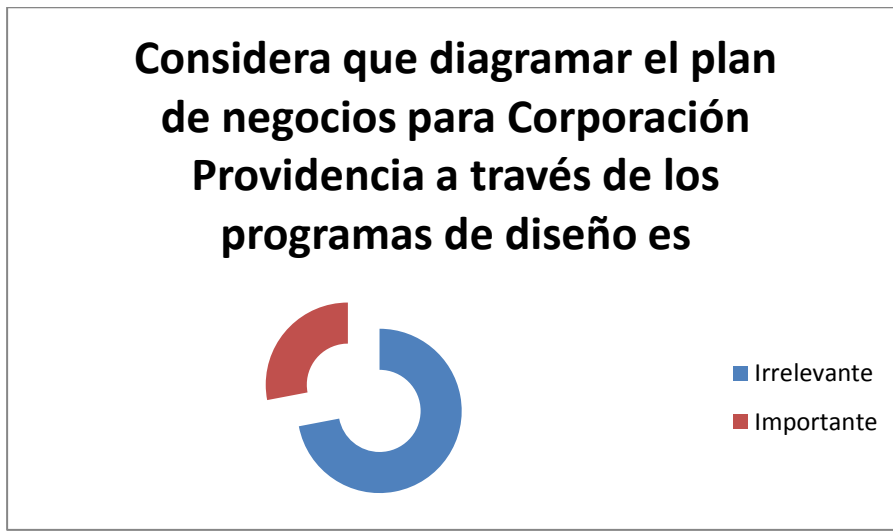 Considera que diagramar el plan
de negocios para Corporación
Providencia a través de los
programas de diseño es
Irrelevante
Importante